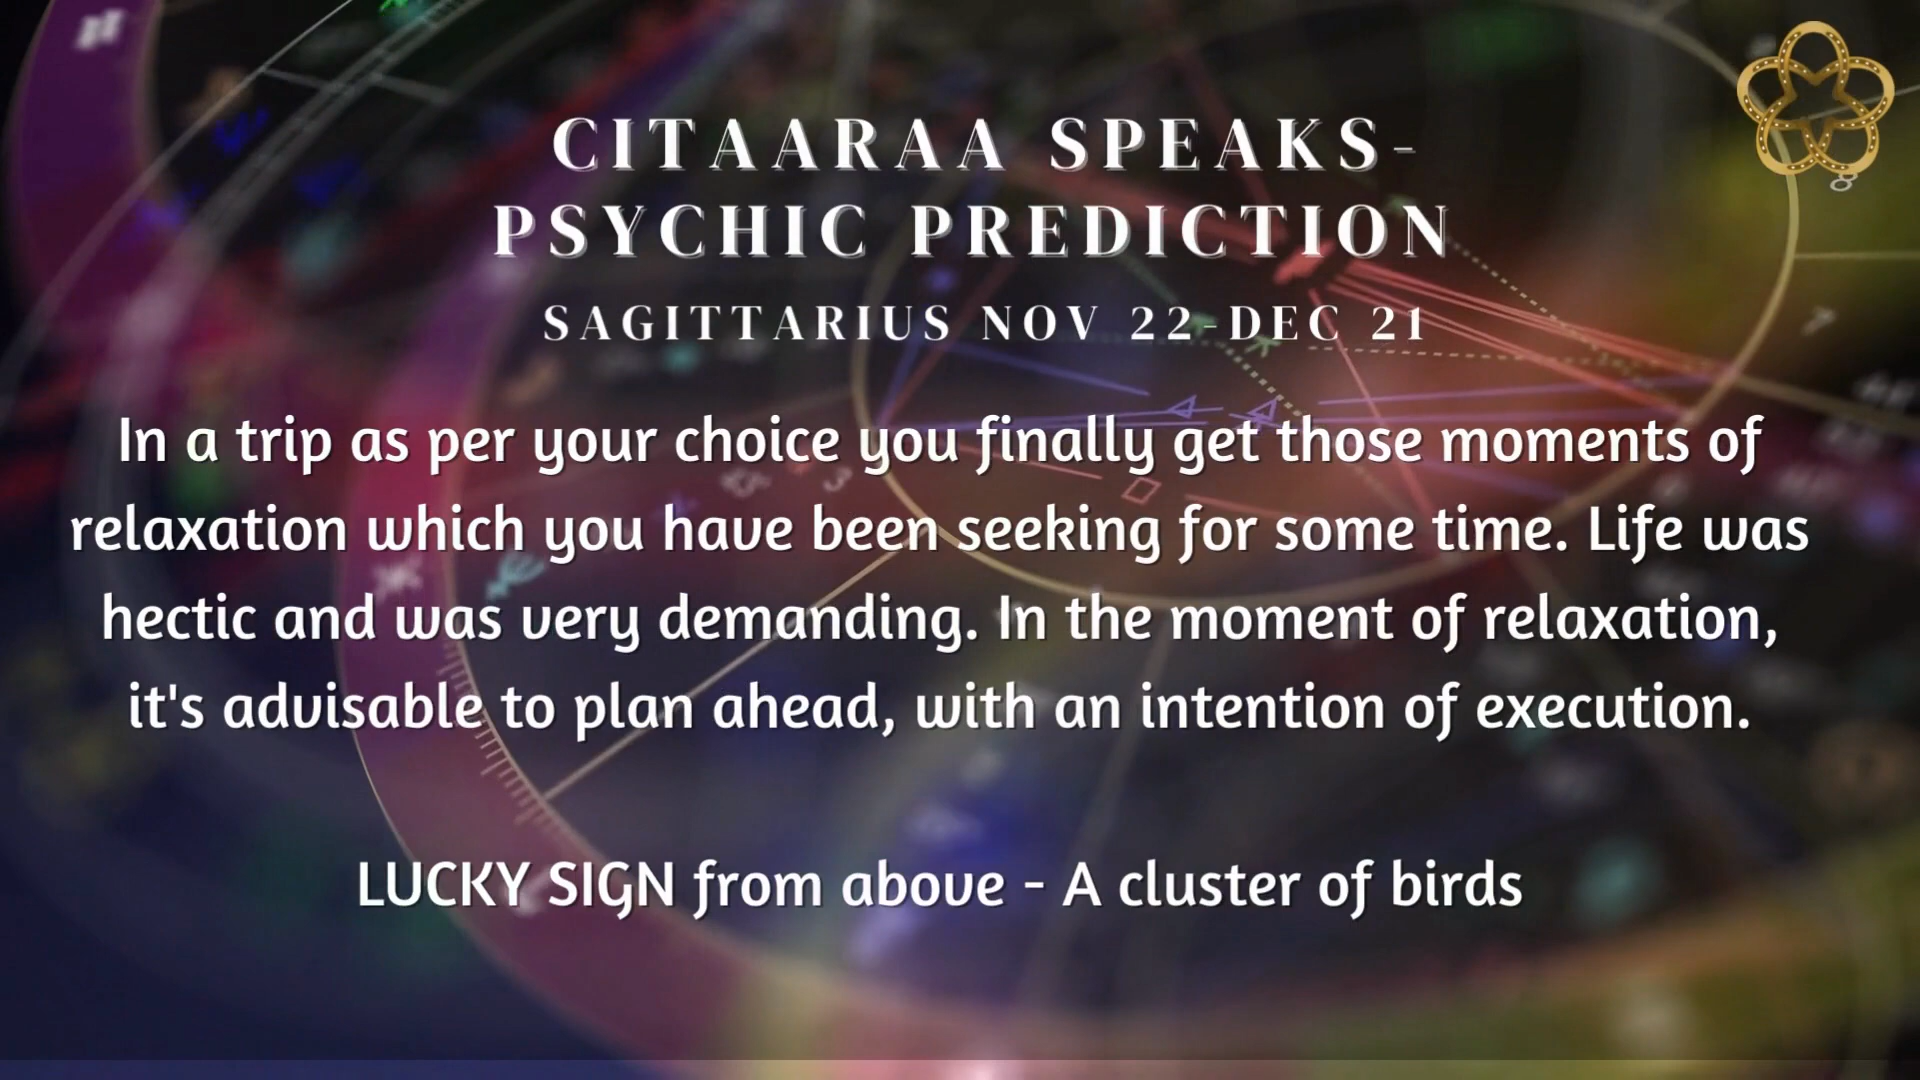 CITAARAA SPEAKS-
PSYCHIC PREDICTION
SAGITTARIUS NOV 22-DEC 21
In a trip as per your choice you finally get those moments of
relaxation which you have been seeking for some time. Life was
hectic and was very demanding. In the moment of relaxation,
it's advisable to plan ahead, with an intention of execution.
LUCKY SIGN from above - A cluster of birds